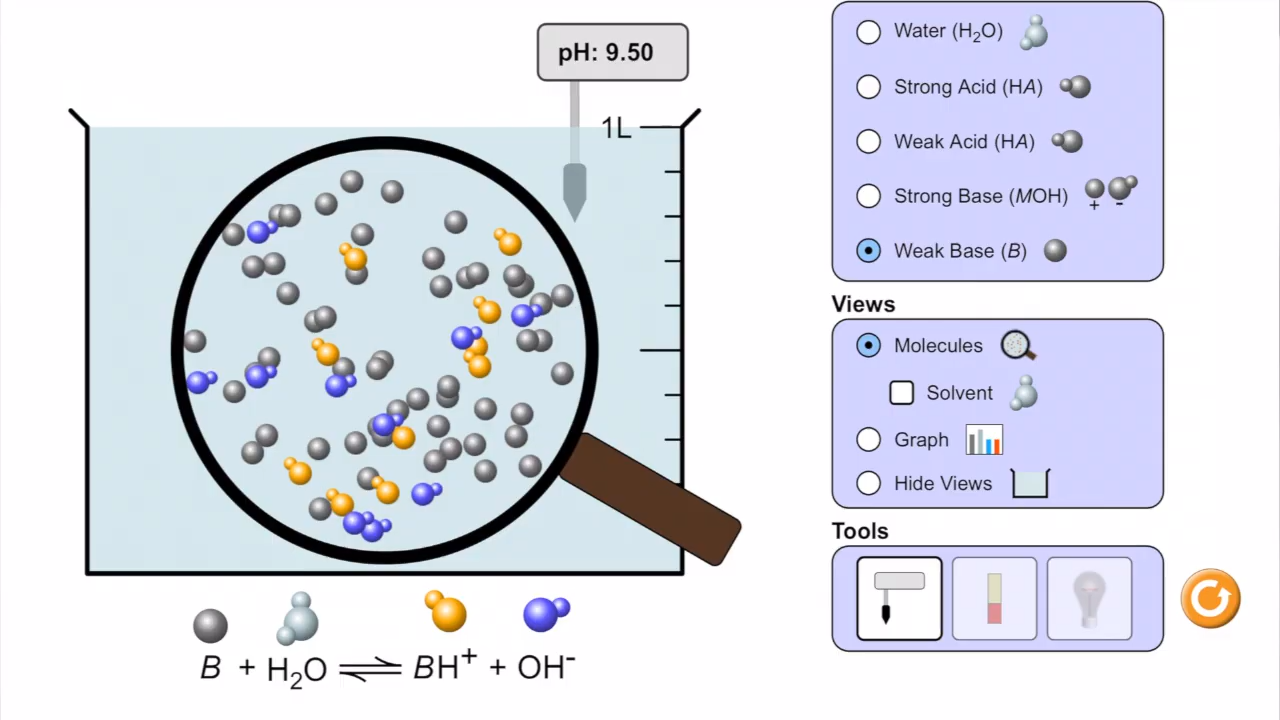 pH: 9.50
1L
Water (H₂O)
Strong Acid (HA)
Weak Acid (HA)
Strong Base (MOH)
+ -
Weak Base (B)
Views
Molecules
Solvent
Graph
Hide Views
Tools
B + H₂O ⇌ BH⁺ + OH⁻